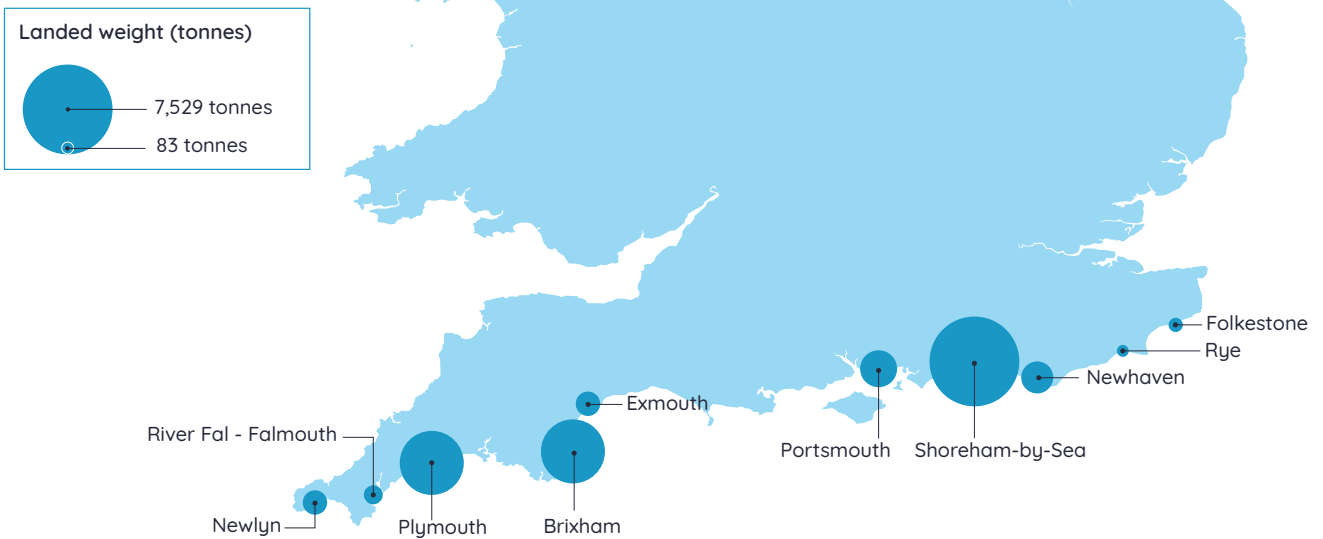 Landed weight (tonnes)
7,529 tonnes
83 tonnes
Folkestone
Rye
Newhaven
Exmouth
River Fal - Falmouth
Portsmouth
Shoreham-by-Sea
Newlyn
Plymouth
Brixham